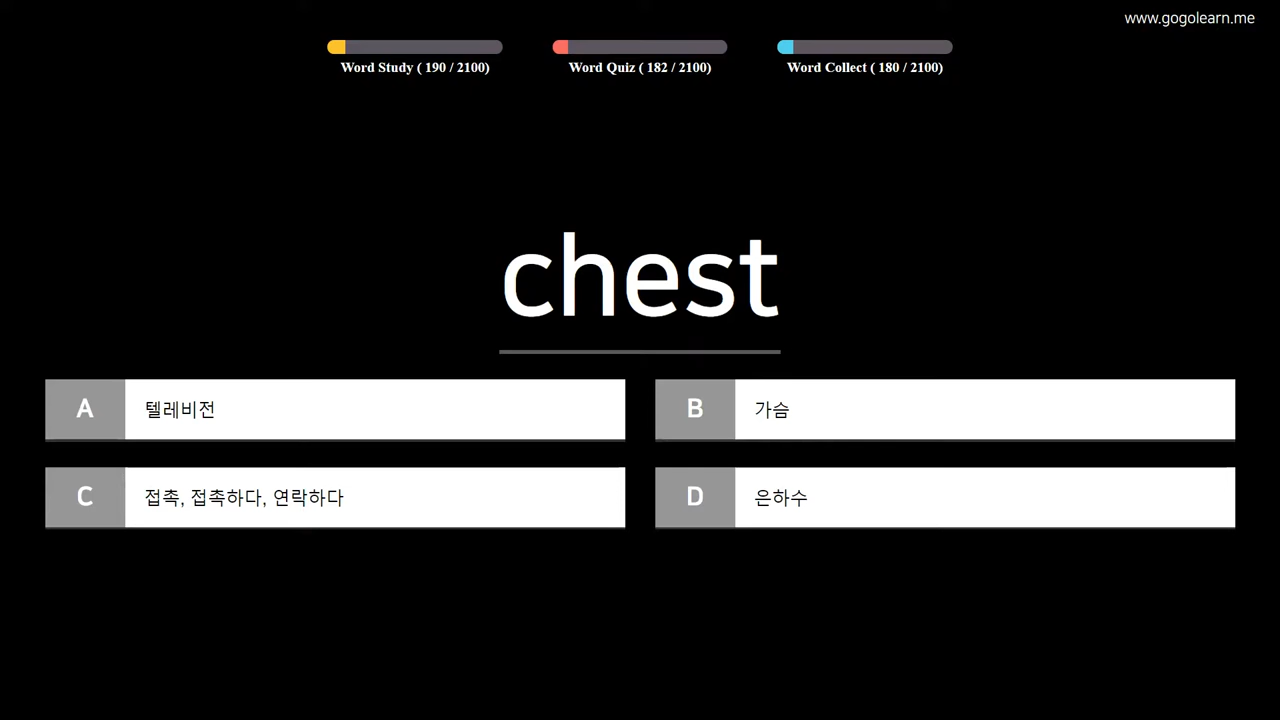 www.gogolearn.me
Word Study ( 190 / 2100)
Word Quiz ( 182 / 2100)
Word Collect ( 180 / 2100)
chest
A 텔레비전
B 가슴
C 접촉, 접촉하다, 연락하다
D 은하수